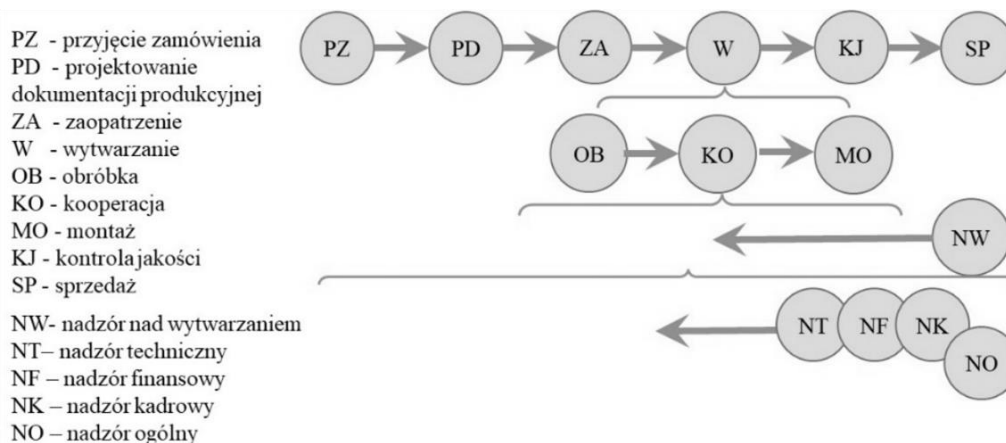 PZ - przyjęcie zamówienia
PD - projektowanie
dokumentacji produkcyjnej
ZA - zaopatrzenie
W - wytwarzanie
OB - obróbka
KO - kooperacja
MO - montaż
KJ - kontrola jakości
SP - sprzedaż
NW- nadzór nad wytwarzaniem
NT– nadzór techniczny
NF – nadzór finansowy
NK – nadzór kadrowy
NO – nadzór ogólny
PZ PD ZA W KJ SP
OB KO MO
NW
NT NF NK
NO